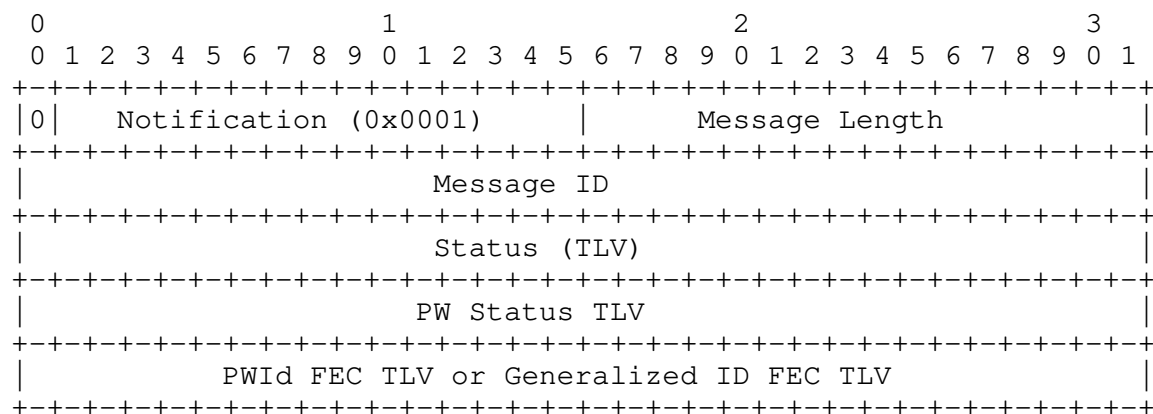 0                   1                   2                   3
 0 1 2 3 4 5 6 7 8 9 0 1 2 3 4 5 6 7 8 9 0 1 2 3 4 5 6 7 8 9 0 1
+-+-+-+-+-+-+-+-+-+-+-+-+-+-+-+-+-+-+-+-+-+-+-+-+-+-+-+-+-+-+-+-+
|0|   Notification (0x0001)     |      Message Length           |
+-+-+-+-+-+-+-+-+-+-+-+-+-+-+-+-+-+-+-+-+-+-+-+-+-+-+-+-+-+-+-+-+
|                       Message ID                              |
+-+-+-+-+-+-+-+-+-+-+-+-+-+-+-+-+-+-+-+-+-+-+-+-+-+-+-+-+-+-+-+-+
|                       Status (TLV)                            |
+-+-+-+-+-+-+-+-+-+-+-+-+-+-+-+-+-+-+-+-+-+-+-+-+-+-+-+-+-+-+-+-+
|                      PW Status TLV                            |
+-+-+-+-+-+-+-+-+-+-+-+-+-+-+-+-+-+-+-+-+-+-+-+-+-+-+-+-+-+-+-+-+
|           PWId FEC TLV or Generalized ID FEC TLV              |
+-+-+-+-+-+-+-+-+-+-+-+-+-+-+-+-+-+-+-+-+-+-+-+-+-+-+-+-+-+-+-+-+